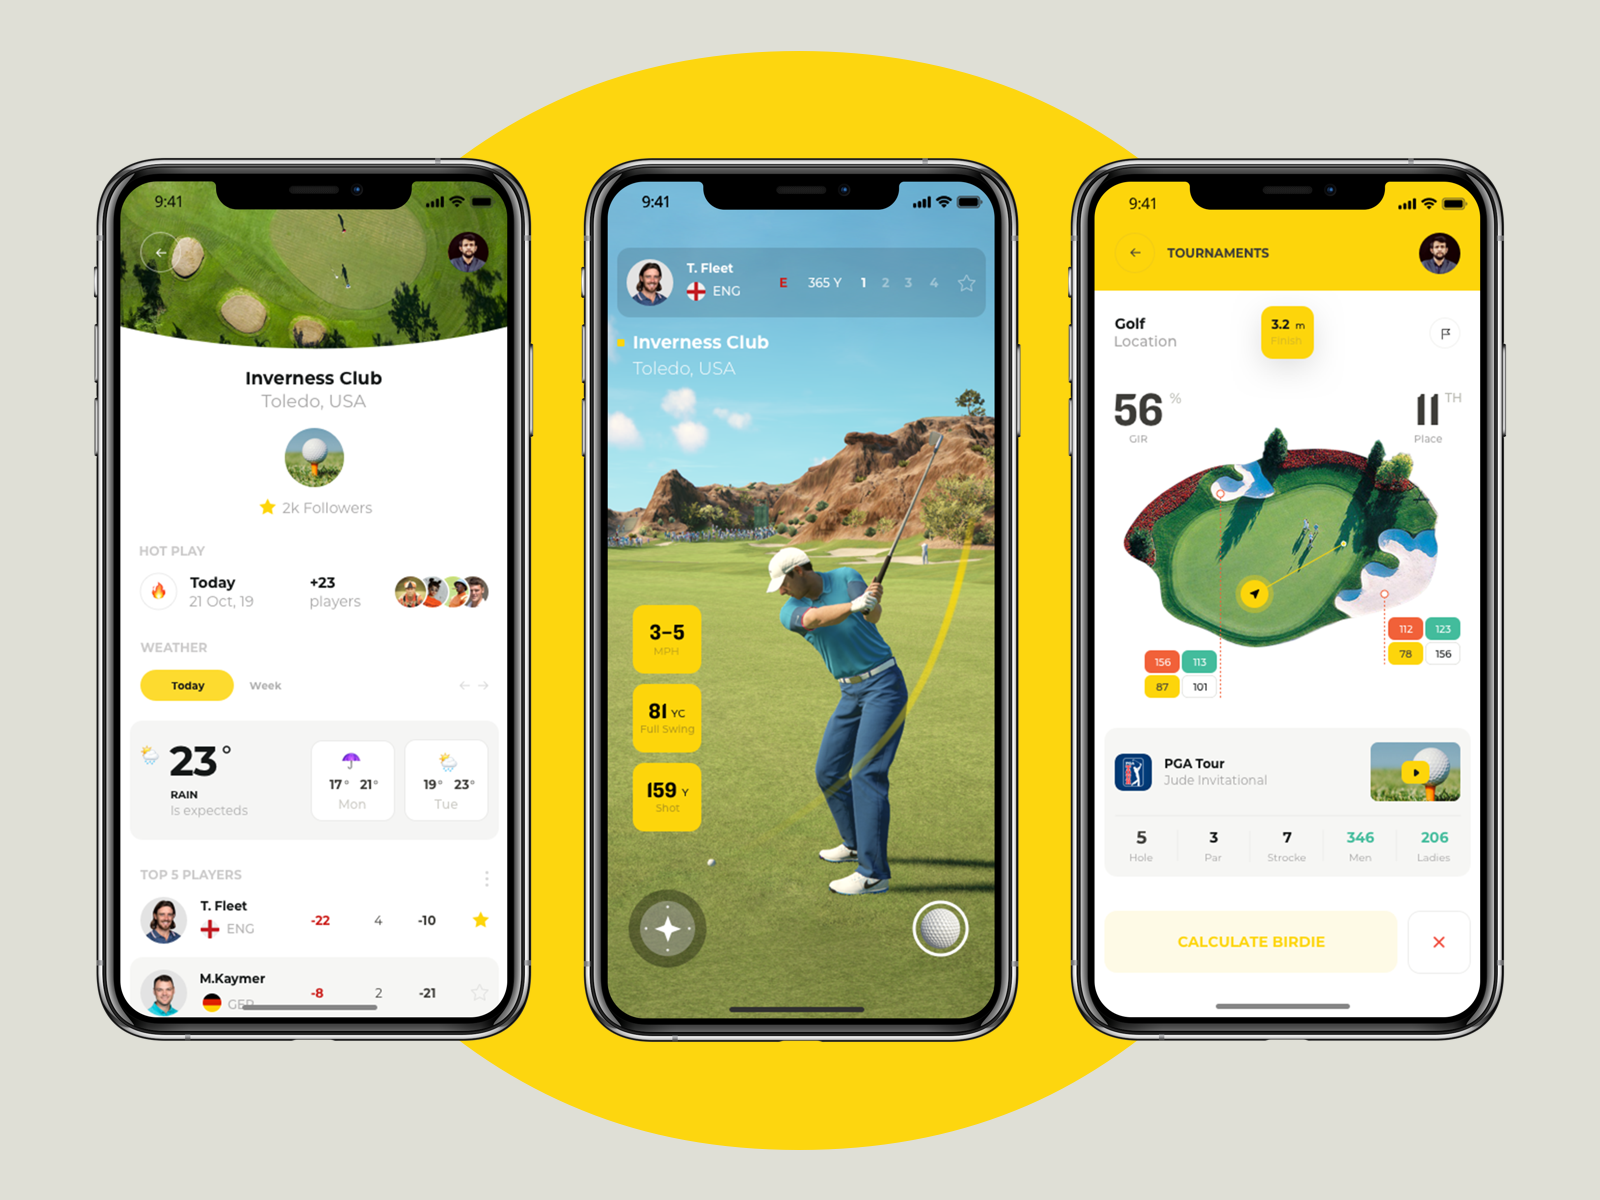 9:41
Inverness Club
Toledo, USA
2k Followers
HOT PLAY
Today
21 Oct, 19
+23
players
WEATHER
Today Week
23°
RAIN
Is expecteds
17° 21°
Mon
19° 23°
Tue
TOP 5 PLAYERS
T. Fleet
ENG
-22 4 -10
M.Kaymer
GER
-8 2 -21
9:41
T. Fleet
ENG
E 365 Y 1 2 3 4
Inverness Club
Toledo, USA
3-5
MPH
81 YC
Full Swing
159 Y
Shot
9:41
TOURNAMENTS
Golf
Location
3.2 m
Finish
56 %
GIR
11 TH
Place
112 123
78 156
156 113
87 101
PGA Tour
Jude Invitational
5 3 7 346 206
Hole Par Strocke Men Ladies
CALCULATE BIRDIE